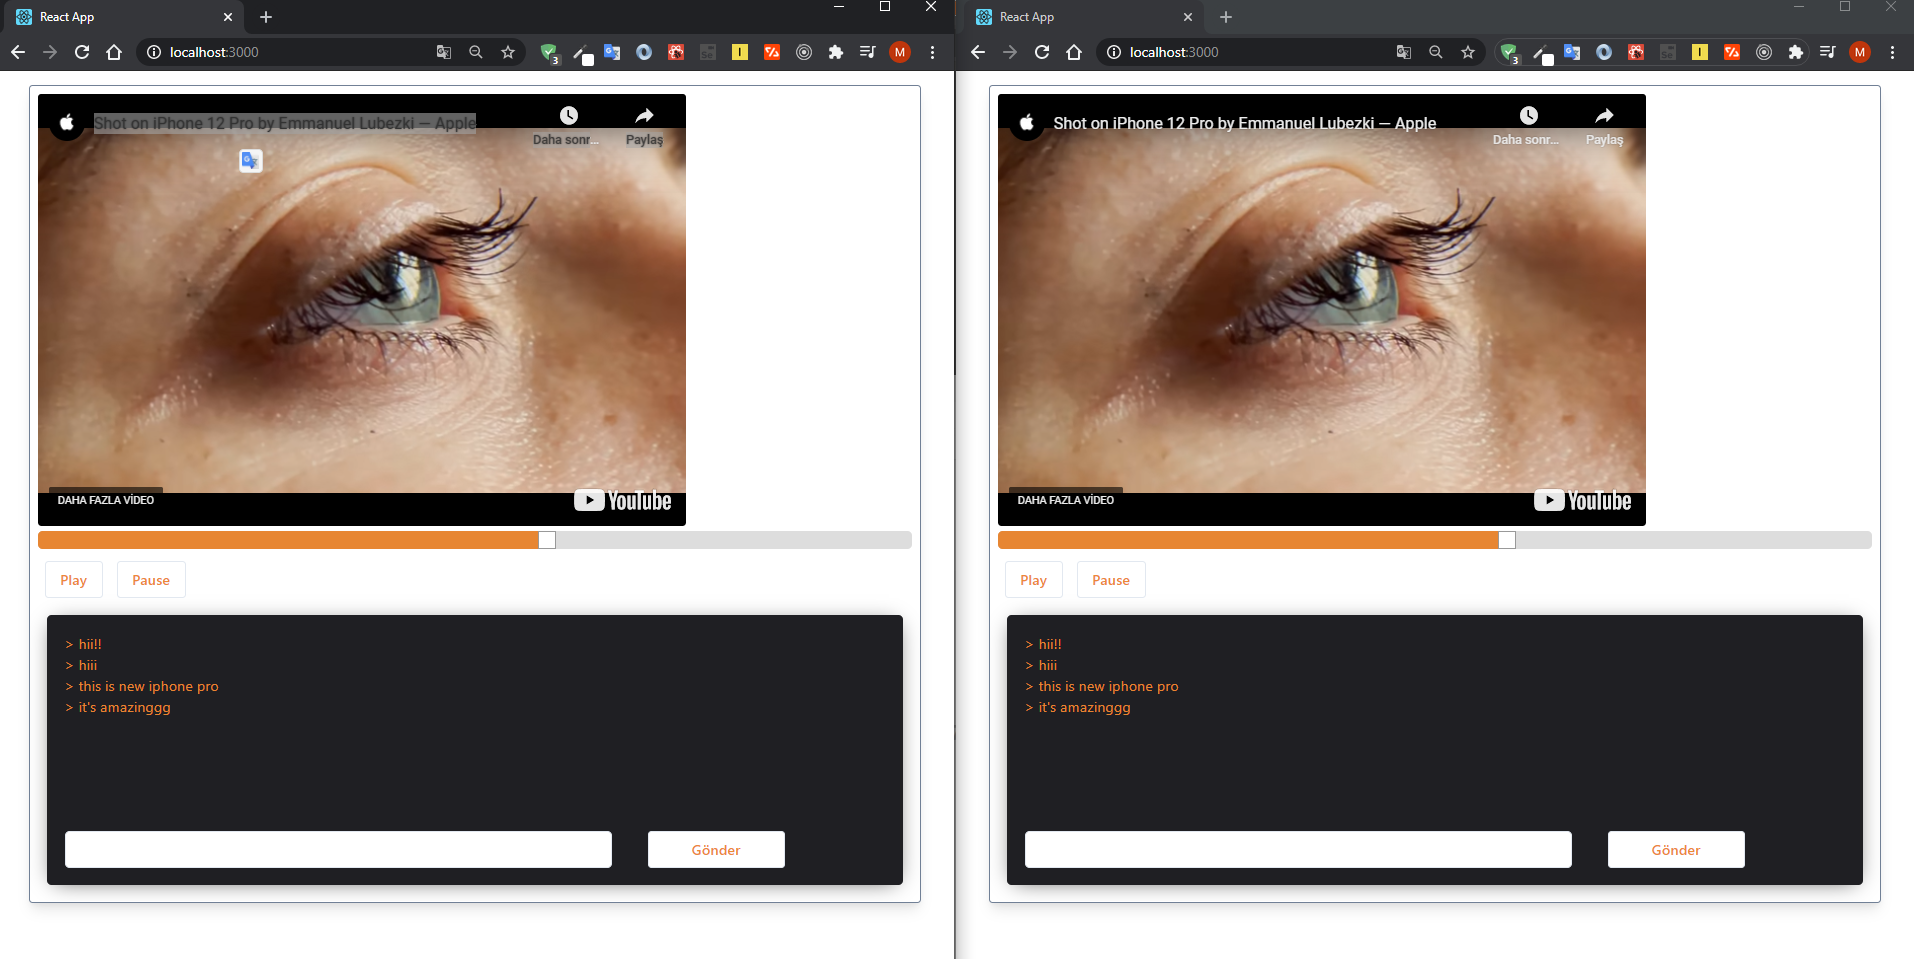 React App
localhost:3000
3
M
Shot on iPhone 12 Pro by Emmanuel Lubezki — Apple
Daha sonr...
Paylaş
DAHA FAZLA VİDEO
YouTube
Play
Pause
> hii!!
> hiii
> this is new iphone pro
> it's amazinggg
Gönder
React App
localhost:3000
3
M
Shot on iPhone 12 Pro by Emmanuel Lubezki — Apple
Daha sonr...
Paylaş
DAHA FAZLA VİDEO
YouTube
Play
Pause
> hii!!
> hiii
> this is new iphone pro
> it's amazinggg
Gönder